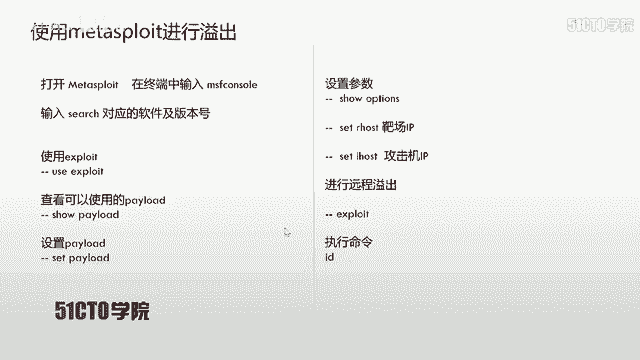 使用metasploit进行溢出
51CTO学院
打开 Metasploit 在终端中输入 msfconsole
输入 search 对应的软件及版本号
使用exploit
-- use exploit
查看可以使用的payload
-- show payload
设置payload
-- set payload
设置参数
-- show options
-- set rhost 靶场IP
-- set lhost 攻击机IP
进行远程溢出
-- exploit
执行命令
id
51CTO学院